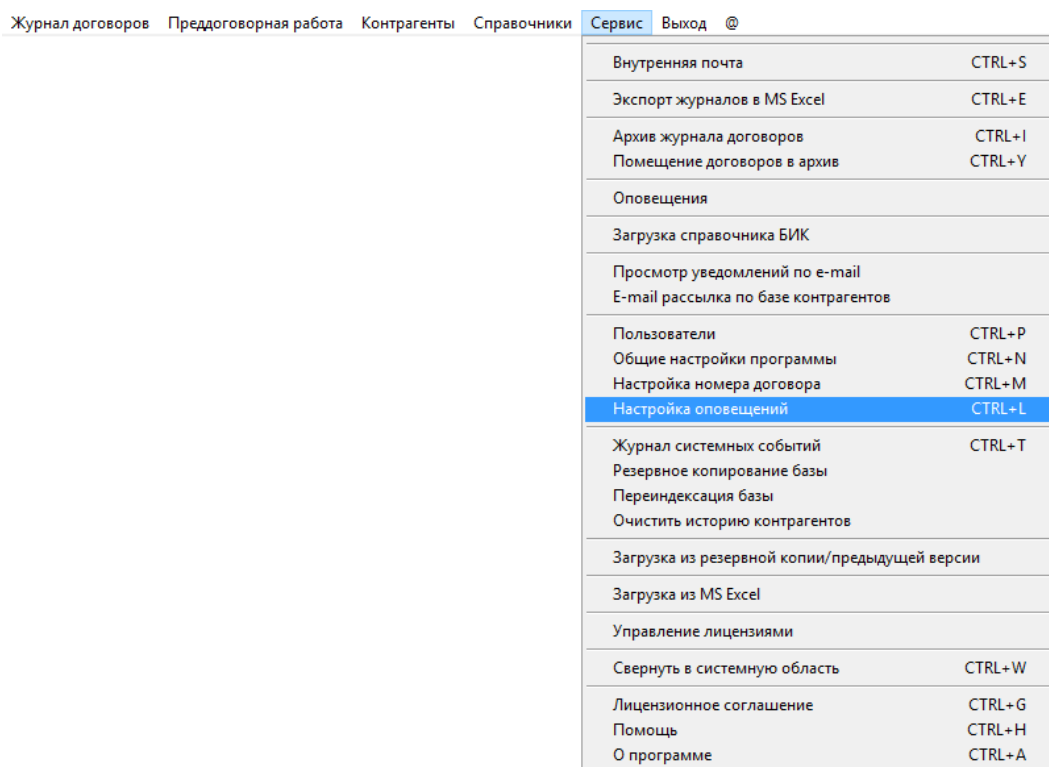 Журнал договоров Преддоговорная работа Контрагенты Справочники Сервис Выход @
Внутренняя почта CTRL+S
Экспорт журналов в MS Excel CTRL+E
Архив журнала договоров CTRL+I
Помещение договоров в архив CTRL+Y
Оповещения
Загрузка справочника БИК
Просмотр уведомлений по e-mail
E-mail рассылка по базе контрагентов
Пользователи CTRL+P
Общие настройки программы CTRL+N
Настройка номера договора CTRL+M
Настройка оповещений CTRL+L
Журнал системных событий CTRL+T
Резервное копирование базы
Переиндексация базы
Очистить историю контрагентов
Загрузка из резервной копии/предыдущей версии
Загрузка из MS Excel
Управление лицензиями
Свернуть в системную область CTRL+W
Лицензионное соглашение CTRL+G
Помощь CTRL+H
О программе CTRL+A